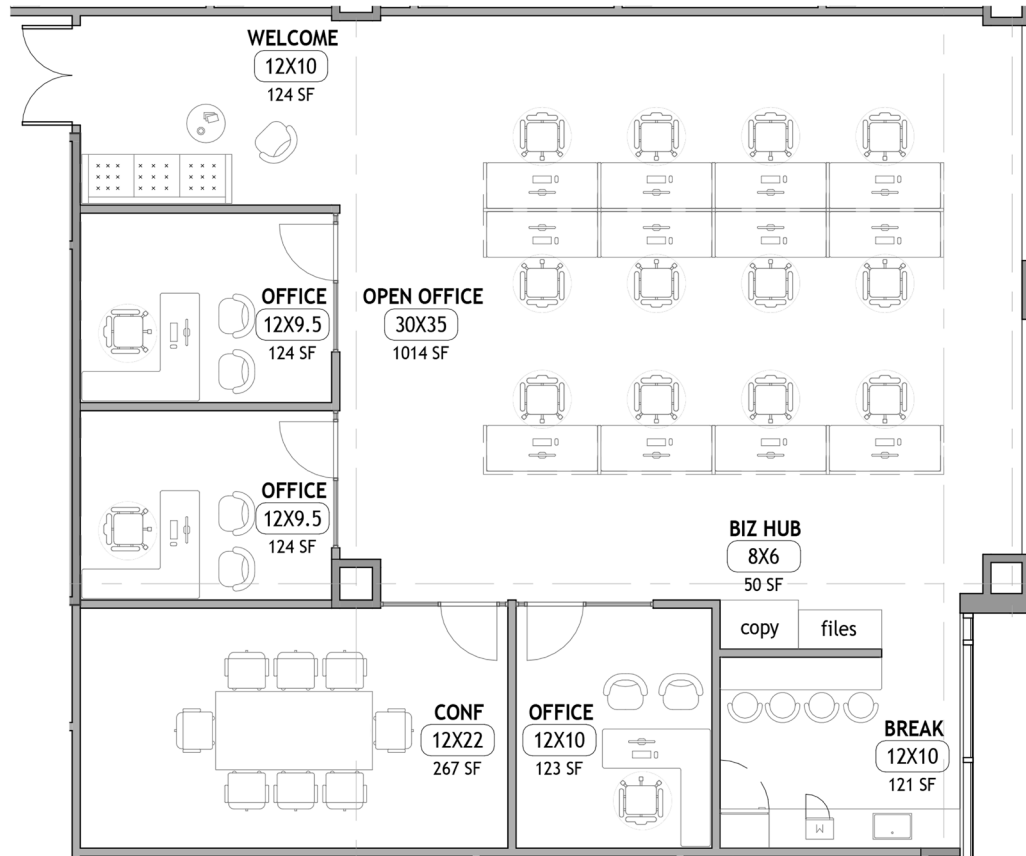 WELCOME
12X10
124 SF
OFFICE
12X9.5
124 SF
OPEN OFFICE
30X35
1014 SF
OFFICE
12X9.5
124 SF
BIZ HUB
8X6
50 SF
copy
files
CONF
12X22
267 SF
OFFICE
12X10
123 SF
BREAK
12X10
121 SF
W